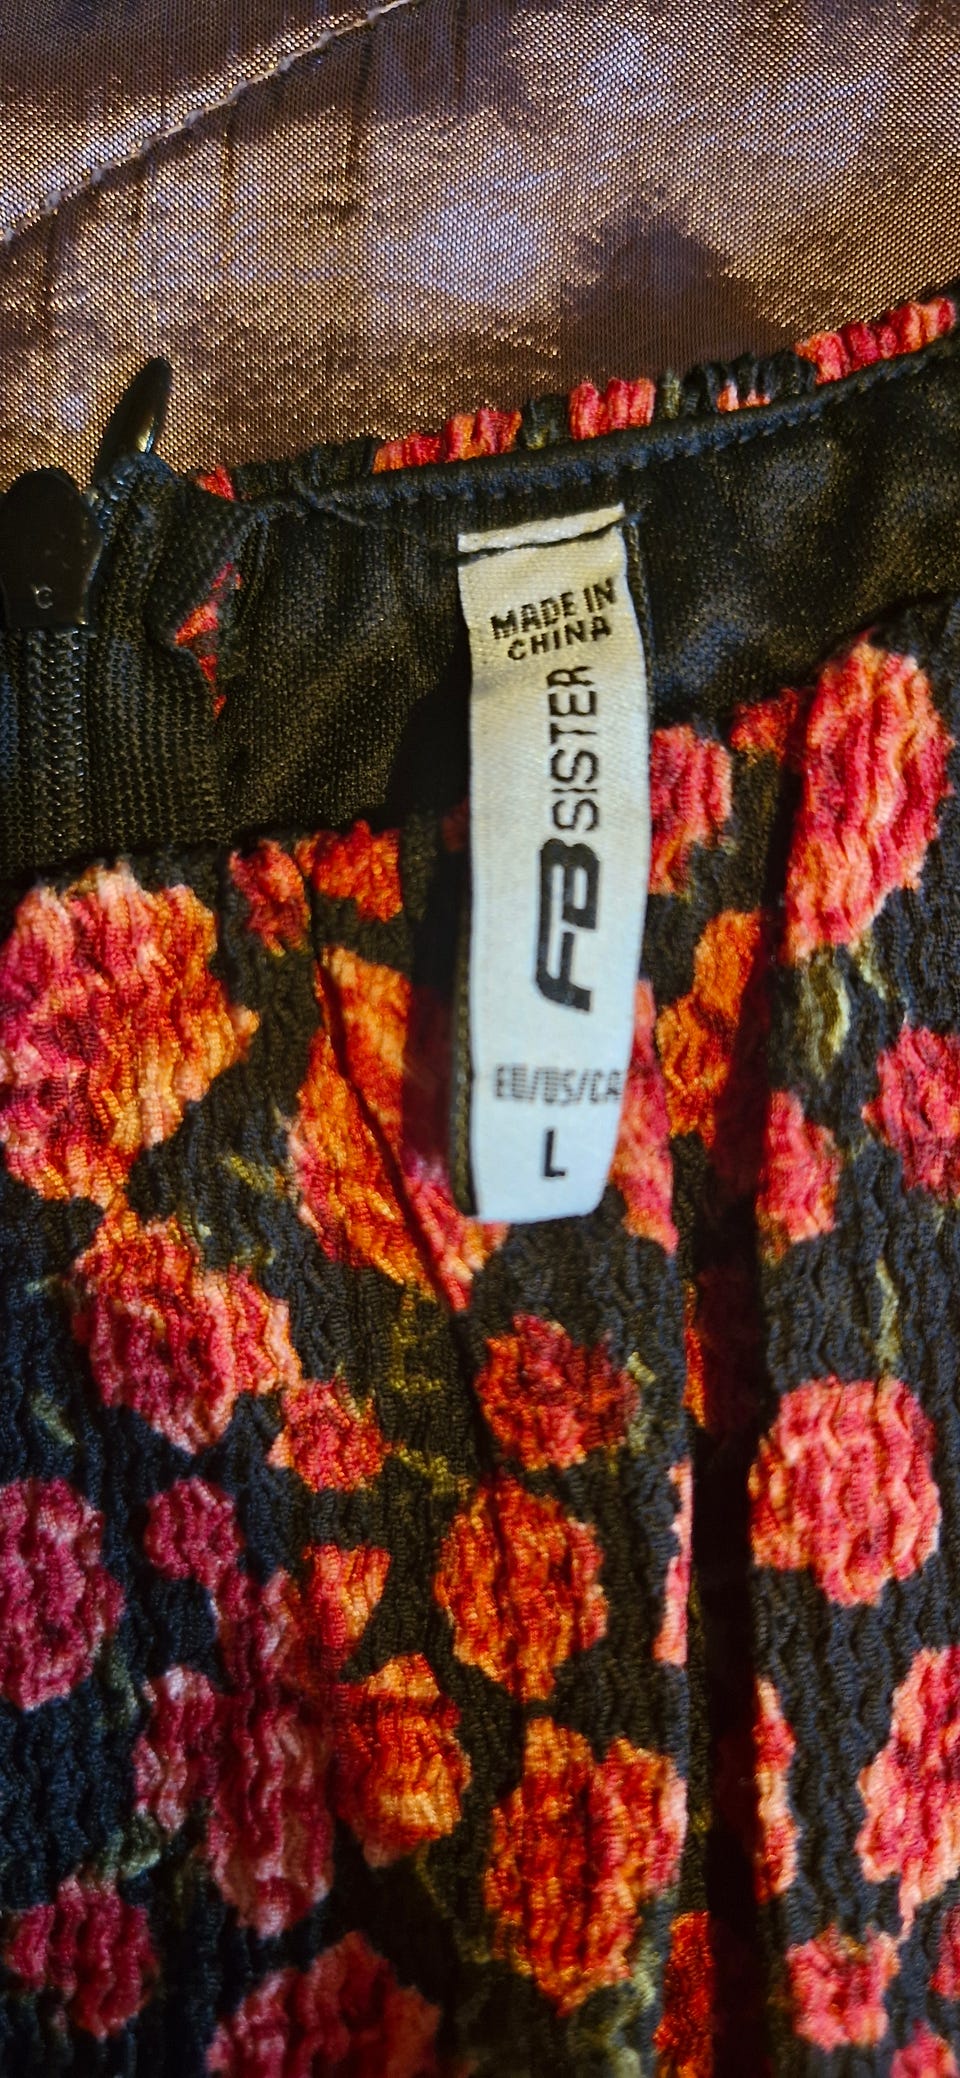 MADE IN
CHINA
FB SISTER
EU/US/CA
L
C